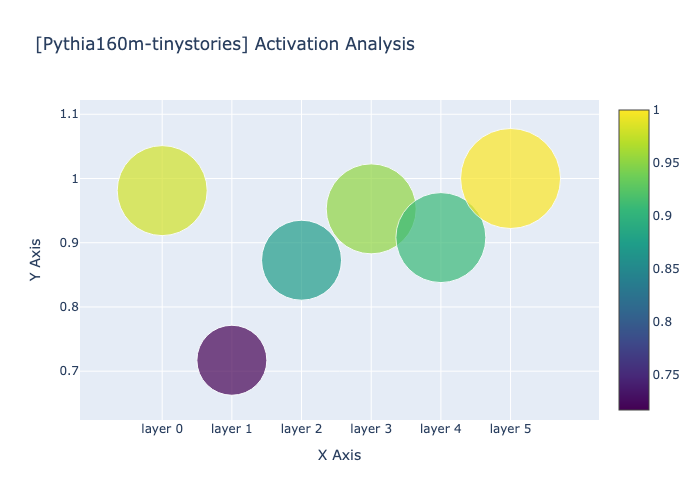 [Pythia160m-tinystories] Activation Analysis
1.1
1
0.9
0.8
0.7
Y Axis
layer 0
layer 1
layer 2
layer 3
layer 4
layer 5
X Axis
1
0.95
0.9
0.85
0.8
0.75